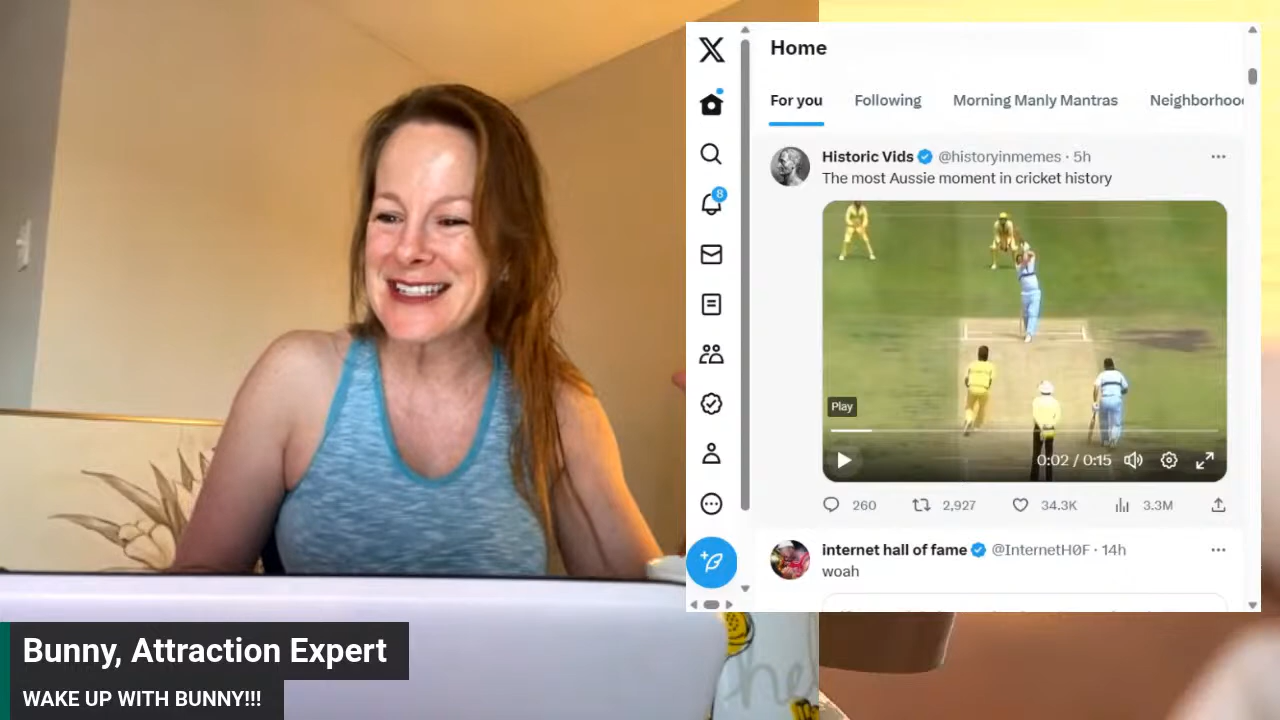 Home
For you Following Morning Manly Mantras
8
Historic Vids @historyinmemes · 5h
The most Aussie moment in cricket history
Play
0:02 / 0:15
260 2,927 34.3K 3.3M
internet hall of fame @InternetH0F · 14h
woah
Bunny, Attraction Expert
WAKE UP WITH BUNNY!!!